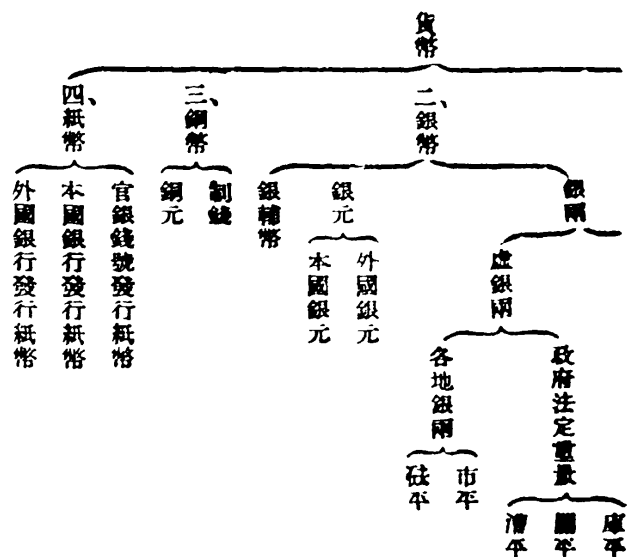 貨幣
二、銀幣
銀兩
虛銀兩
政府法定重量
庫平
關平
漕平
各地銀兩
市平
砝平
銀元
外國銀元
本國銀元
銀輔幣
三、銅幣
制錢
銅元
四、紙幣
官銀錢號發行紙幣
本國銀行發行紙幣
外國銀行發行紙幣